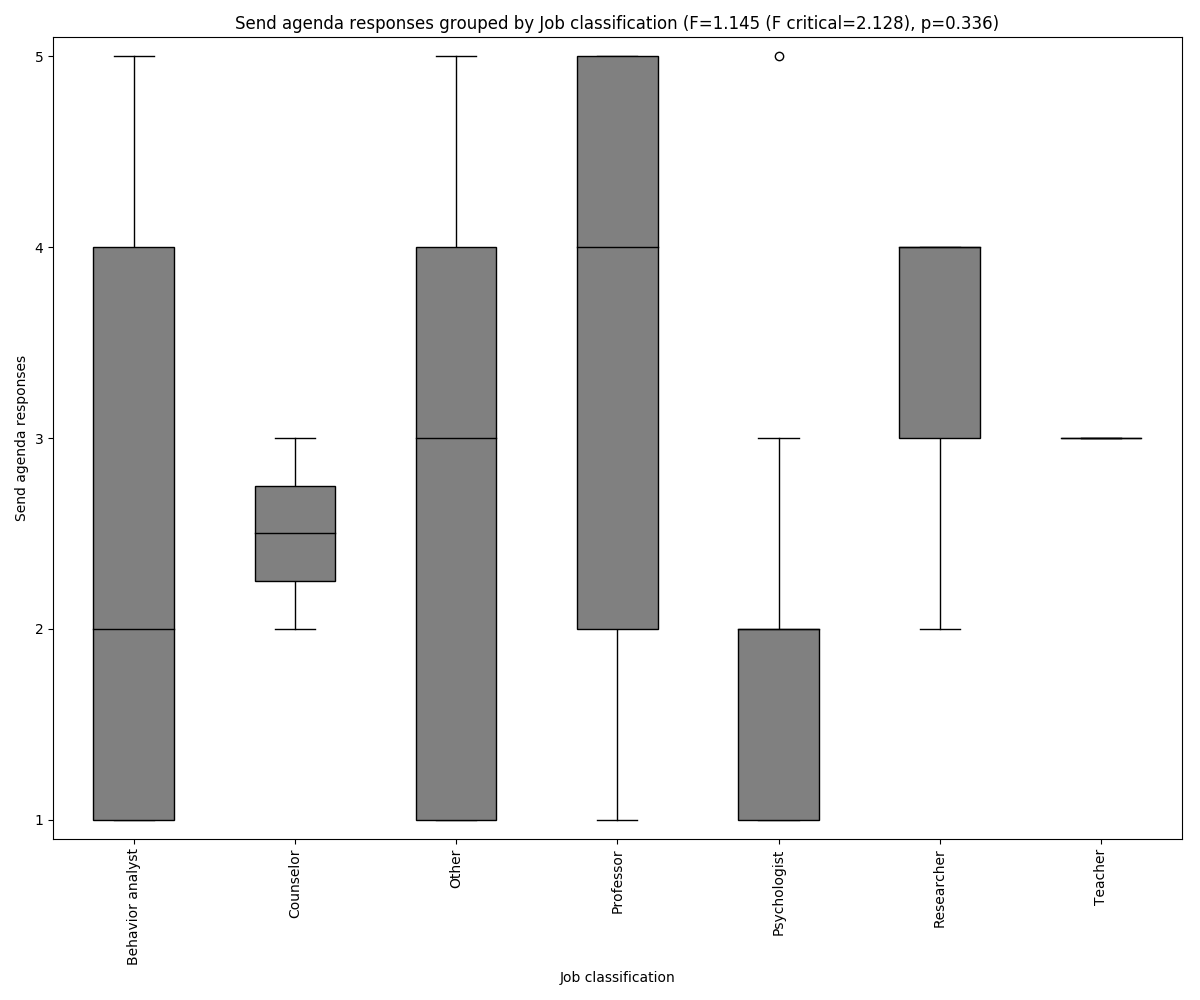 Send agenda responses grouped by Job classification (F=1.145 (F critical=2.128), p=0.336)
5
4
3
2
1
Send agenda responses
Behavior analyst
Counselor
Other
Professor
Psychologist
Researcher
Teacher
Job classification